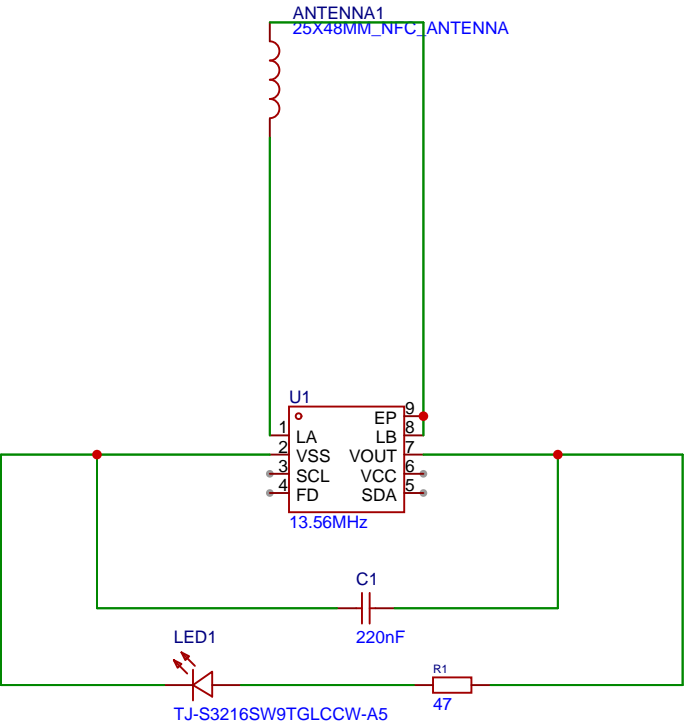 ANTENNA1
25X48MM_NFC_ANTENNA
U1
EP 9
1 LA LB 8
2 VSS VOUT 7
3 SCL VCC 6
4 FD SDA 5
13.56MHz
C1
220nF
LED1
R1
47
TJ-S3216SW9TGLCCW-A5